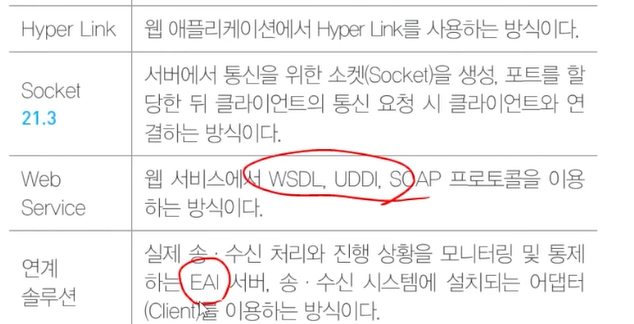 Hyper Link
웹 애플리케이션에서 Hyper Link를 사용하는 방식이다.
Socket
21.3
서버에서 통신을 위한 소켓(Socket)을 생성, 포트를 할
당한 뒤 클라이언트의 통신 요청 시 클라이언트와 연
결하는 방식이다.
Web
Service
웹 서비스에서 WSDL, UDDI, SOAP 프로토콜을 이용
하는 방식이다.
연계
솔루션
실제 송·수신 처리와 진행 상황을 모니터링 및 통제
하는 EAI 서버, 송·수신 시스템에 설치되는 어댑터
(Client)를 이용하는 방식이다.